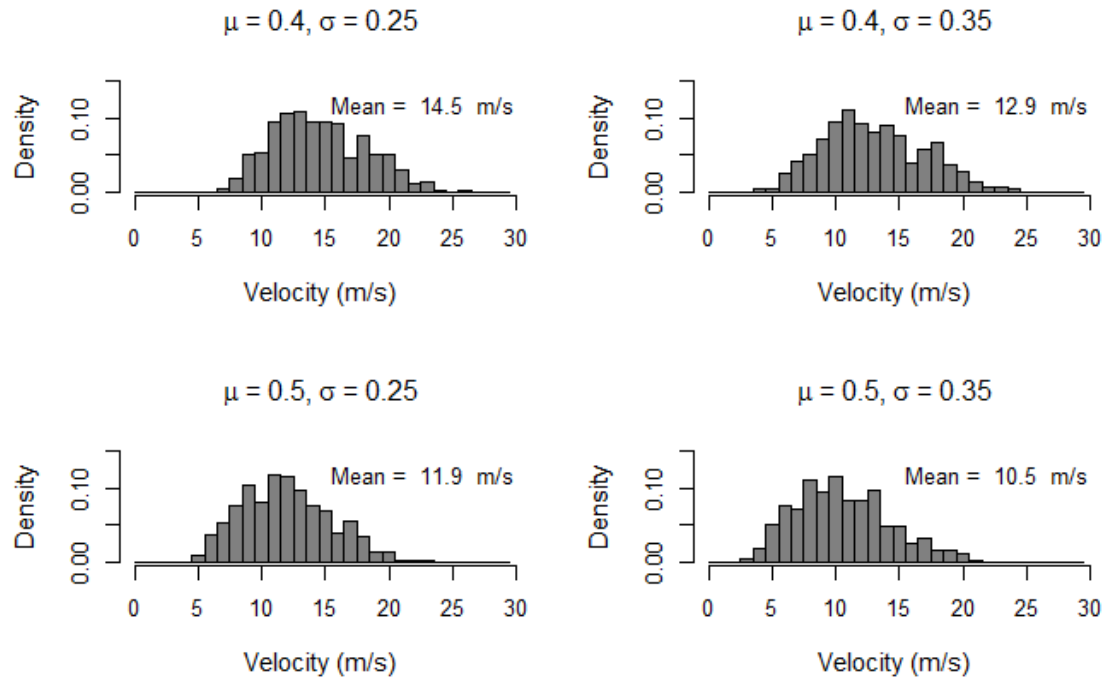 μ = 0.4, σ = 0.25
Density
0.00
0.10
Mean = 14.5 m/s
0 5 10 15 20 25 30
Velocity (m/s)
μ = 0.4, σ = 0.35
Density
0.00
0.10
Mean = 12.9 m/s
0 5 10 15 20 25 30
Velocity (m/s)
μ = 0.5, σ = 0.25
Density
0.00
0.10
Mean = 11.9 m/s
0 5 10 15 20 25 30
Velocity (m/s)
μ = 0.5, σ = 0.35
Density
0.00
0.10
Mean = 10.5 m/s
0 5 10 15 20 25 30
Velocity (m/s)